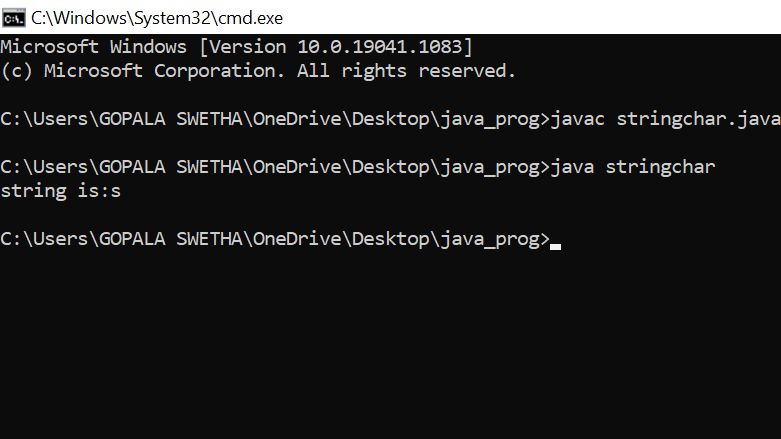 C:\Windows\System32\cmd.exe
Microsoft Windows [Version 10.0.19041.1083]
(c) Microsoft Corporation. All rights reserved.
C:\Users\GOPALA SWETHA\OneDrive\Desktop\java_prog>javac stringchar.java
C:\Users\GOPALA SWETHA\OneDrive\Desktop\java_prog>java stringchar
string is:s
C:\Users\GOPALA SWETHA\OneDrive\Desktop\java_prog>